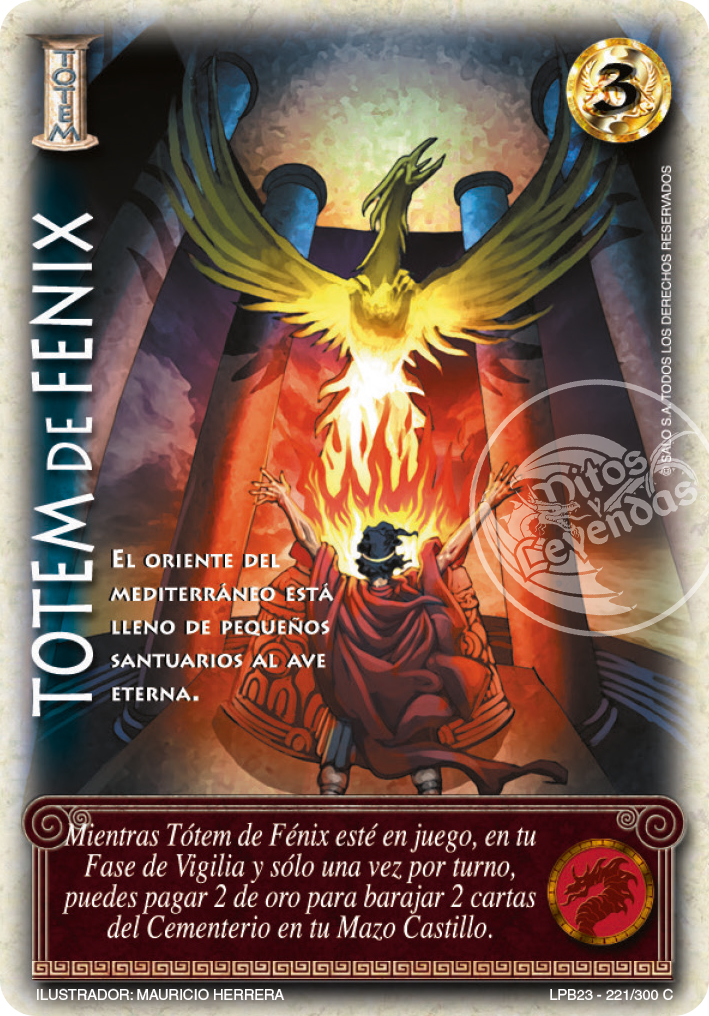 TOTEM
3
TOTEM DE FENIX
© SALO S.A. TODOS LOS DERECHOS RESERVADOS
Mitos
y
Leyendas
El oriente del
mediterráneo está
lleno de pequeños
santuarios al ave
eterna.
Mientras Tótem de Fénix esté en juego, en tu
Fase de Vigilia y sólo una vez por turno,
puedes pagar 2 de oro para barajar 2 cartas
del Cementerio en tu Mazo Castillo.
ILUSTRADOR: MAURICIO HERRERA
LPB23 - 221/300 C